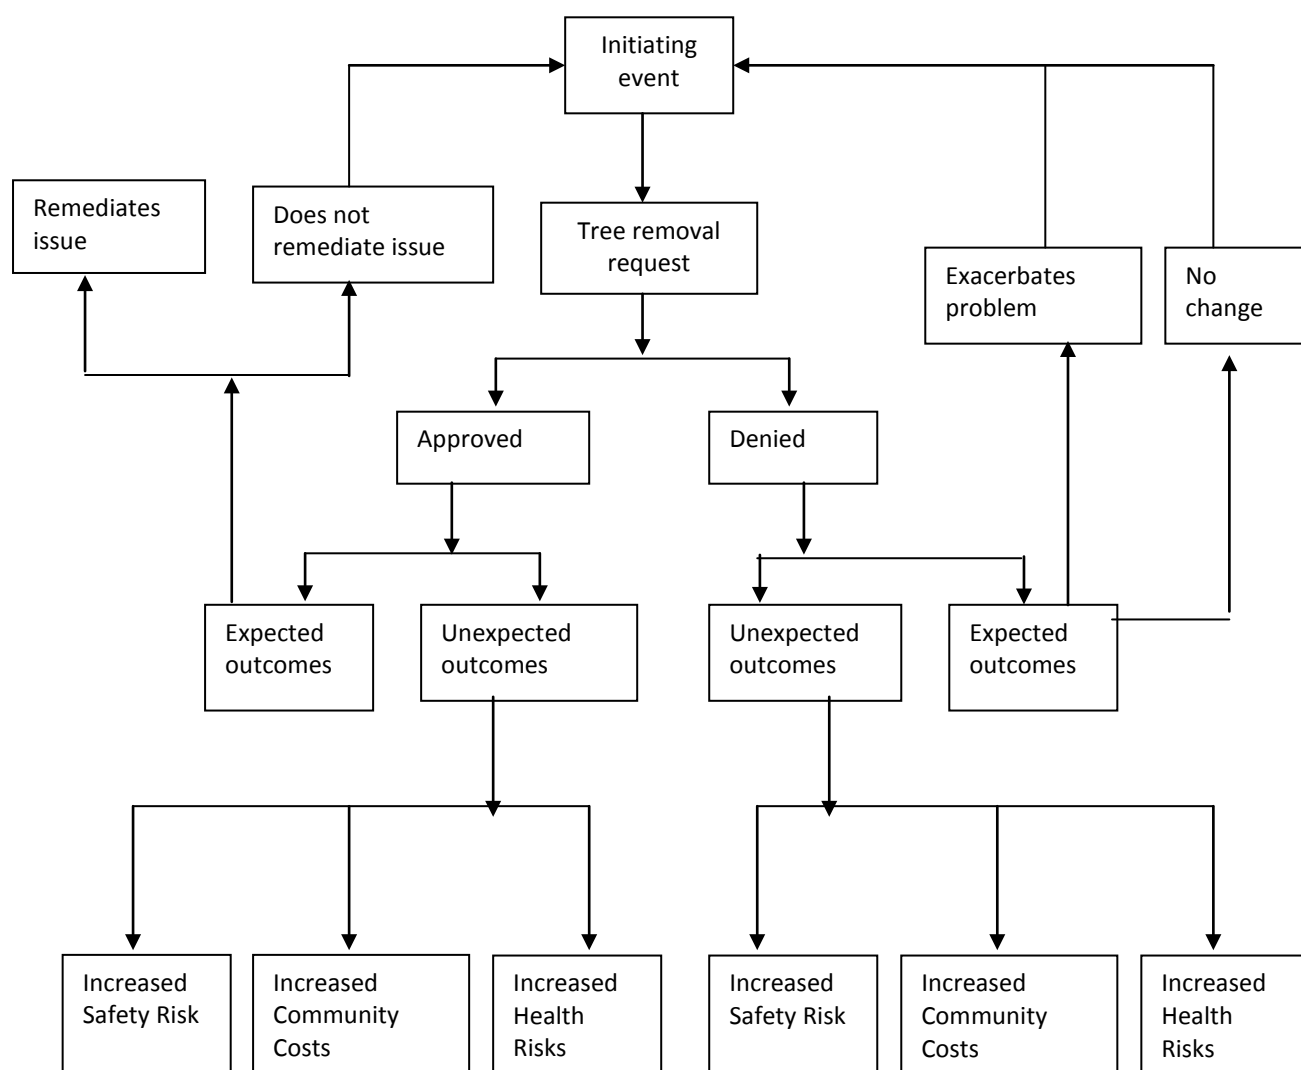 Initiating
event
Remediates
issue
Does not
remediate issue
Tree removal
request
Exacerbates
problem
No
change
Approved
Denied
Expected
outcomes
Unexpected
outcomes
Unexpected
outcomes
Expected
outcomes
Increased
Safety Risk
Increased
Community
Costs
Increased
Health
Risks
Increased
Safety Risk
Increased
Community
Costs
Increased
Health
Risks